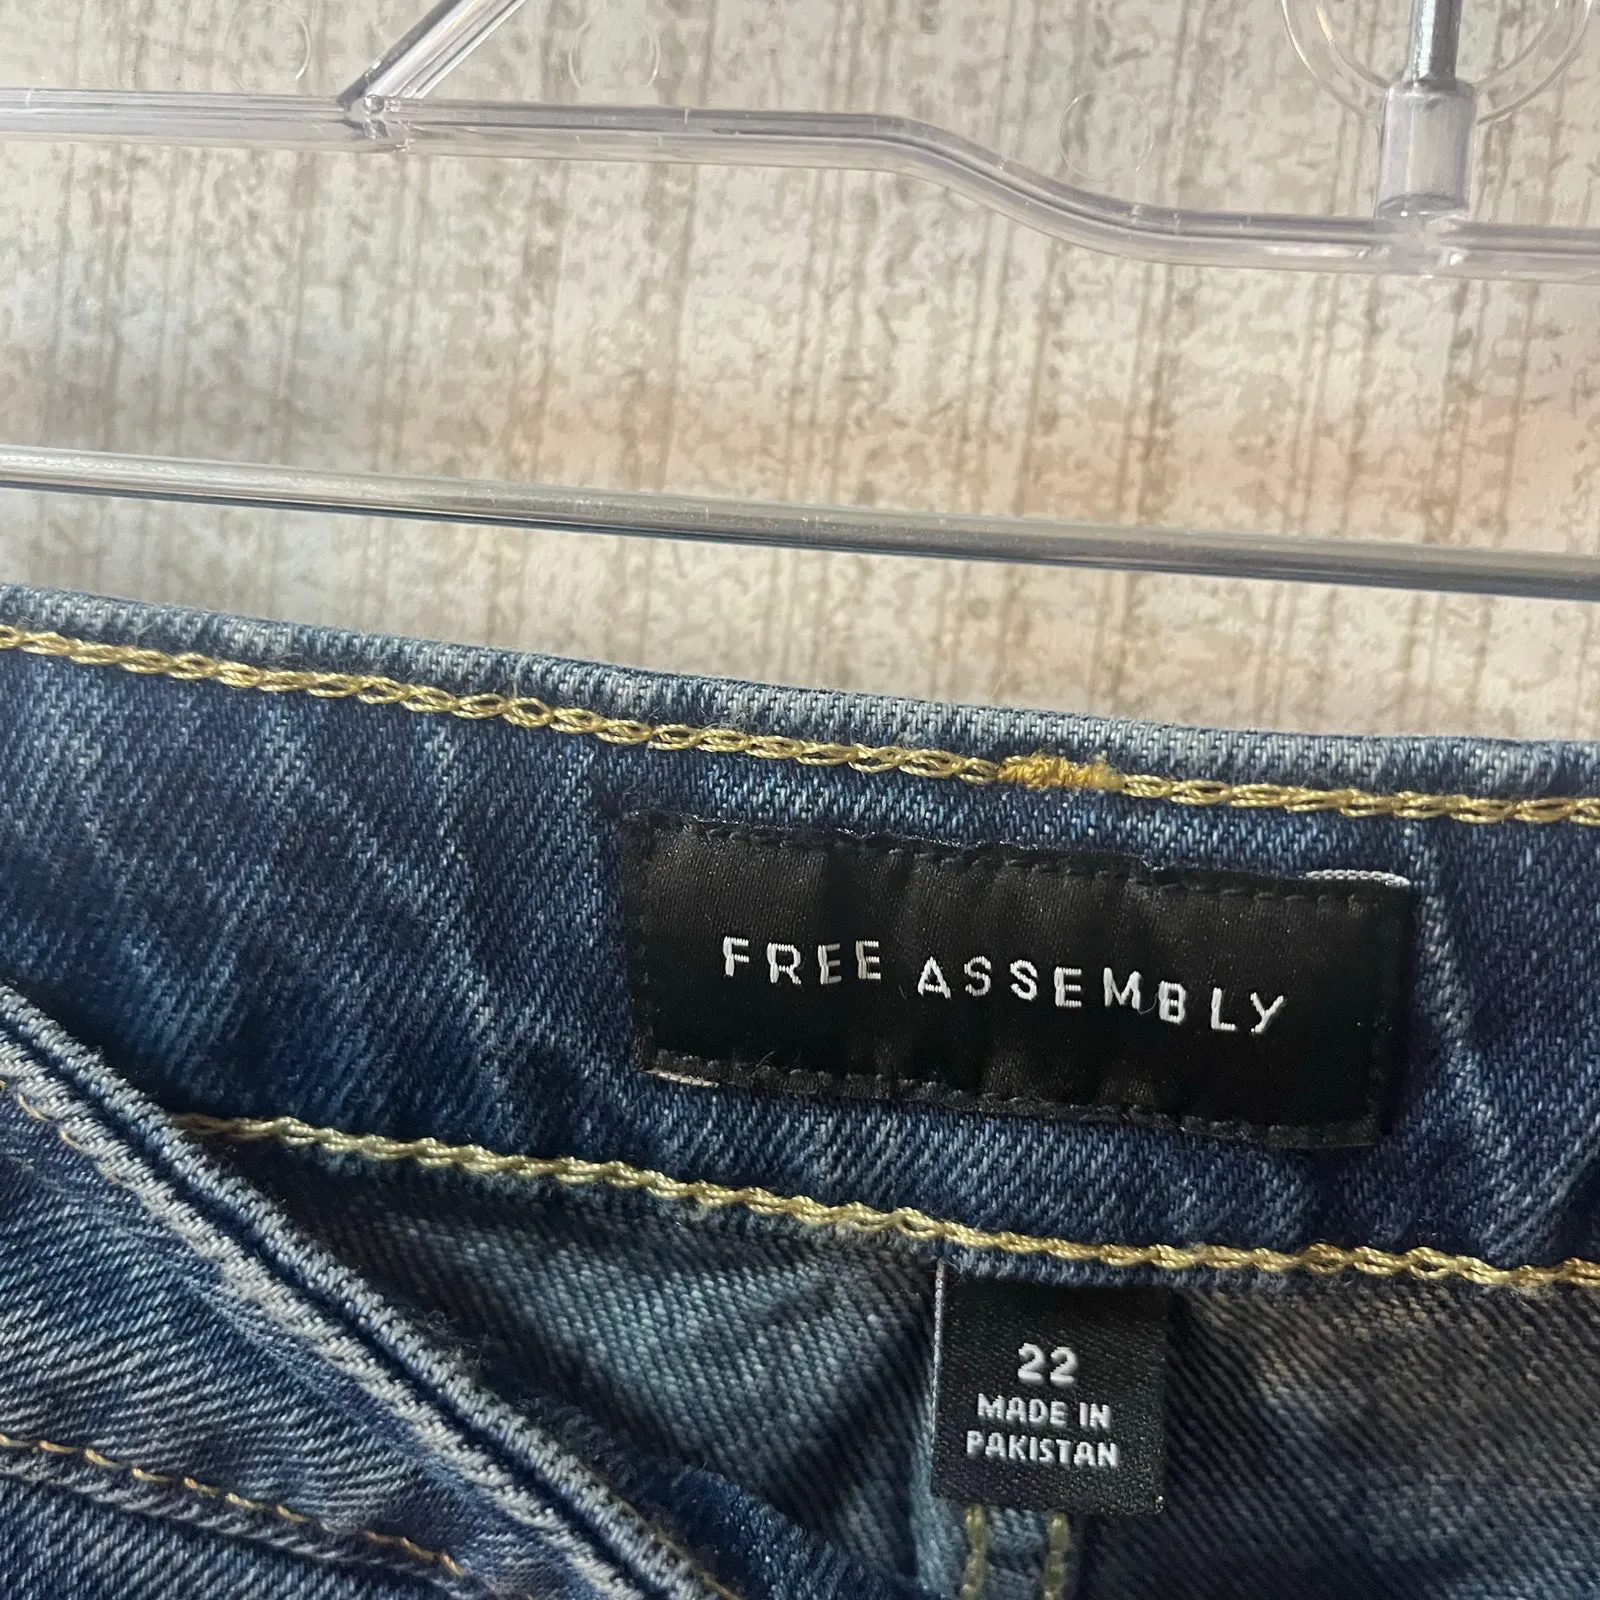 FREE ASSEMBLY
22
MADE IN
PAKISTAN